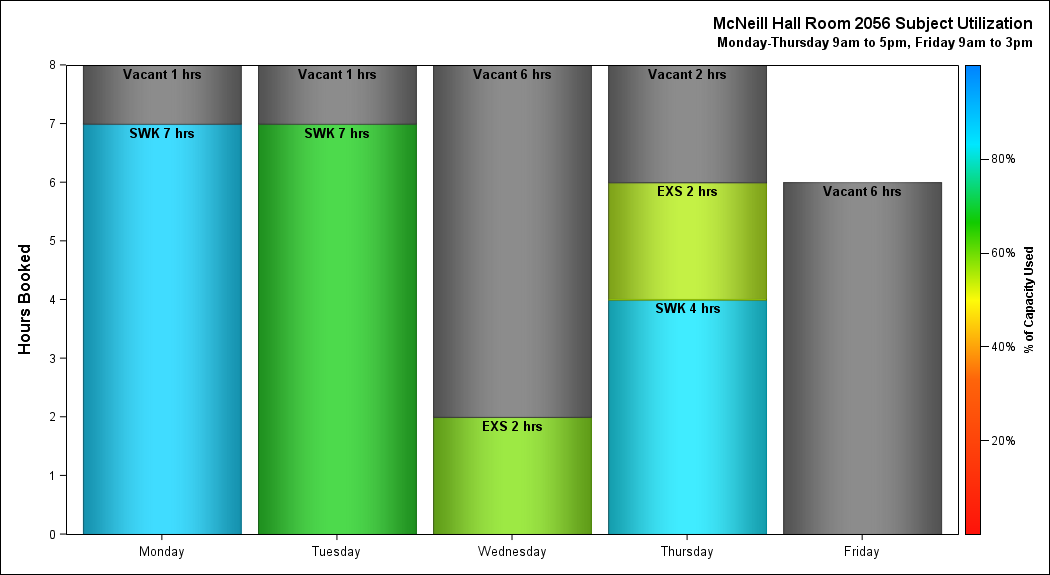 McNeill Hall Room 2056 Subject Utilization
Monday-Thursday 9am to 5pm, Friday 9am to 3pm
Hours Booked
8
7
6
5
4
3
2
1
0
Vacant 1 hrs
SWK 7 hrs
Vacant 1 hrs
SWK 7 hrs
Vacant 6 hrs
EXS 2 hrs
Vacant 2 hrs
EXS 2 hrs
SWK 4 hrs
Vacant 6 hrs
Monday
Tuesday
Wednesday
Thursday
Friday
80%
60%
40%
20%
% of Capacity Used